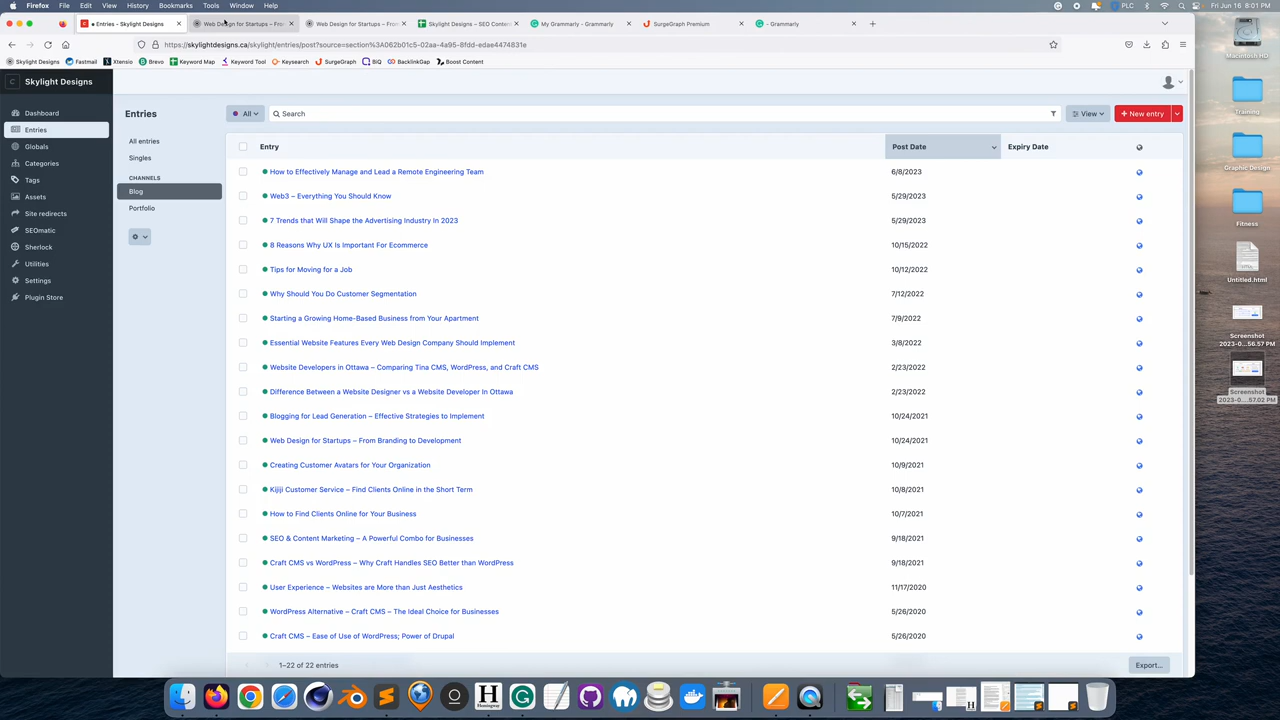 Firefox File Edit View History Bookmarks Tools Window Help PLC Fri Jun 16 8:01 PM
Entries – Skylight Designs Web Design for Startups – Fro Web Design for Startups – Fro Skylight Designs – SEO Conten My Grammarly – Grammarly SurgeGraph Premium - Grammarly
https://skylightdesigns.ca/skylight/entries/post?source=section%3A062b01c5-02aa-4a95-8fdd-edae4474831e
Skylight Designs Fastmail Xtensio Brevo Keyword Map Keyword Tool Keysearch SurgeGraph BiQ BacklinkGap Boost Content
C Skylight Designs
Dashboard
Entries
Globals
Categories
Tags
Assets
Site redirects
SEOmatic
Sherlock
Utilities
Settings
Plugin Store
Entries
All entries
Singles
CHANNELS
Blog
Portfolio
All Search View + New entry
Entry Post Date Expiry Date
How to Effectively Manage and Lead a Remote Engineering Team 6/8/2023
Web3 – Everything You Should Know 5/29/2023
7 Trends that Will Shape the Advertising Industry In 2023 5/29/2023
8 Reasons Why UX Is Important For Ecommerce 10/15/2022
Tips for Moving for a Job 10/12/2022
Why Should You Do Customer Segmentation 7/12/2022
Starting a Growing Home-Based Business from Your Apartment 7/9/2022
Essential Website Features Every Web Design Company Should Implement 3/8/2022
Website Developers in Ottawa – Comparing Tina CMS, WordPress, and Craft CMS 2/23/2022
Difference Between a Website Designer vs a Website Developer In Ottawa 2/23/2022
Blogging for Lead Generation – Effective Strategies to Implement 10/24/2021
Web Design for Startups – From Branding to Development 10/24/2021
Creating Customer Avatars for Your Organization 10/9/2021
Kijiji Customer Service – Find Clients Online in the Short Term 10/8/2021
How to Find Clients Online for Your Business 10/7/2021
SEO & Content Marketing – A Powerful Combo for Businesses 9/18/2021
Craft CMS vs WordPress – Why Craft Handles SEO Better than WordPress 9/18/2021
User Experience – Websites are More than Just Aesthetics 11/17/2020
WordPress Alternative – Craft CMS – The Ideal Choice for Businesses 5/26/2020
Craft CMS – Ease of Use of WordPress; Power of Drupal 5/26/2020
1–22 of 22 entries Export…
Macintosh HD
Training
Graphic Design
Fitness
Untitled.html
Screenshot
2023-0...56.57 PM
Screenshot
2023-0....57.02 PM
H
Hemingway